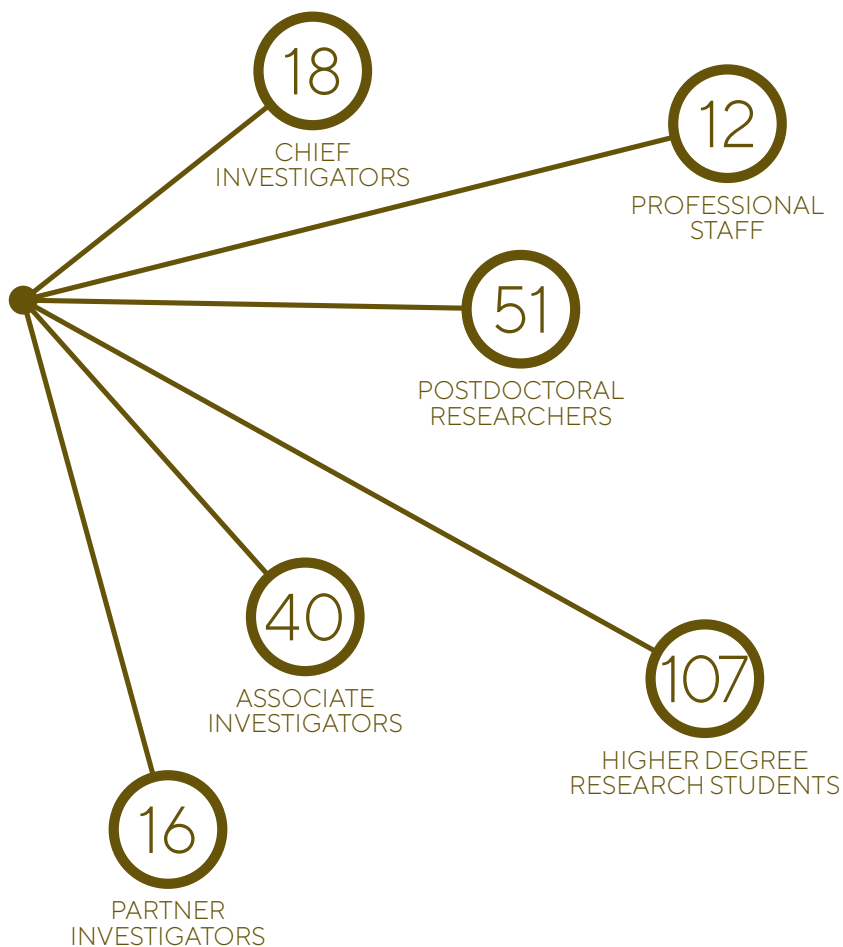 18
CHIEF
INVESTIGATORS
12
PROFESSIONAL
STAFF
51
POSTDOCTORAL
RESEARCHERS
40
ASSOCIATE
INVESTIGATORS
107
HIGHER DEGREE
RESEARCH STUDENTS
16
PARTNER
INVESTIGATORS